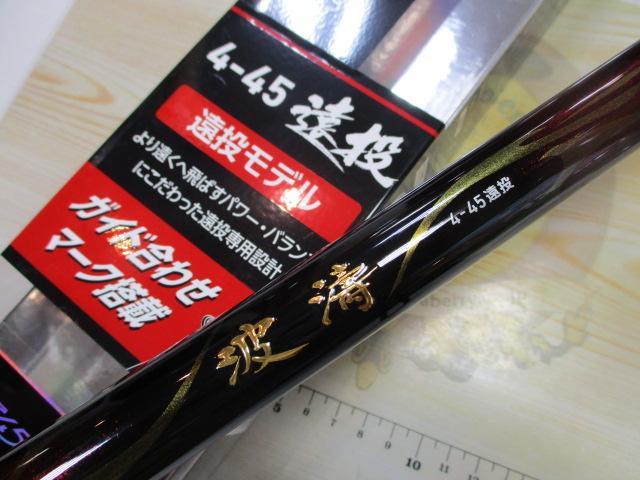 4-45 遠投
遠投モデル
より遠くへ飛ばすパワー・バラン
にこだわった遠投専用設計
ガイド合わせ
マーク搭載
4-45遠投
波濤
5
10